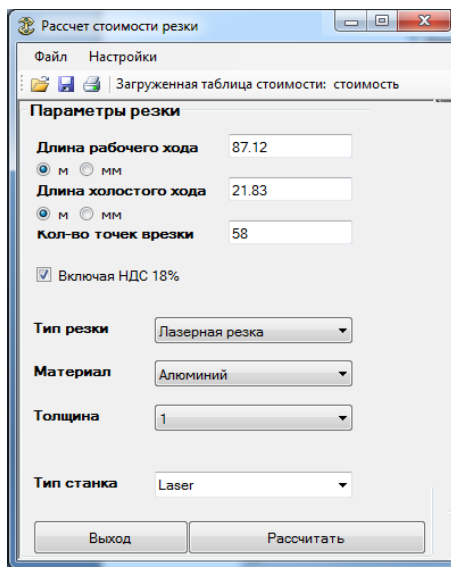 Рассчет стоимости резки
Файл Настройки
Загруженная таблица стоимости: стоимость
Параметры резки
Длина рабочего хода 87.12
м мм
Длина холостого хода 21.83
м мм
Кол-во точек врезки 58
Включая НДС 18%
Тип резки Лазерная резка
Материал Алюминий
Толщина 1
Тип станка Laser
Выход Рассчитать